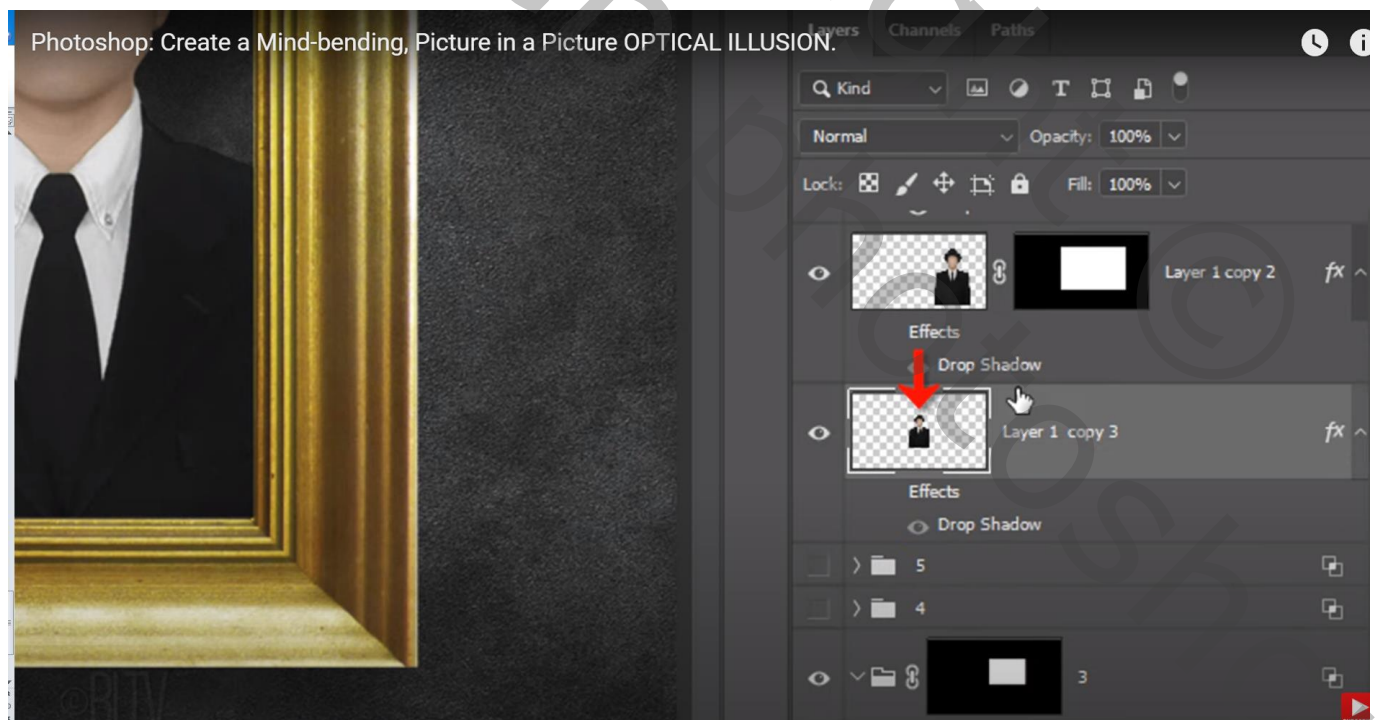 Photoshop: Create a Mind-bending, Picture in a Picture OPTICAL ILLUSION.
Layers Channels Paths
Kind
Normal Opacity: 100%
Lock: Fill: 100%
Layer 1 copy 2 fx
Effects
Drop Shadow
Layer 1 copy 3 fx
Effects
Drop Shadow
5
4
3
©BLTV